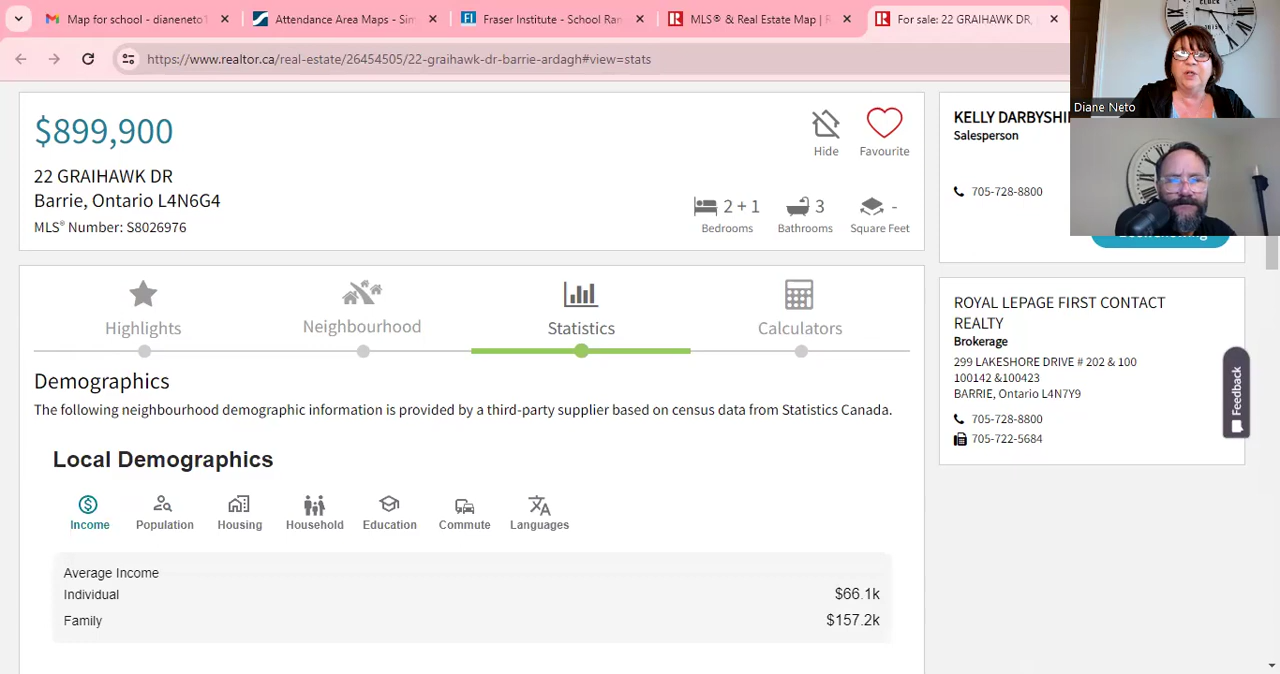 Map for school - dianeneto1
Attendance Area Maps - Sim
Fraser Institute - School Ran
MLS® & Real Estate Map | R
For sale: 22 GRAIHAWK DR,
https://www.realtor.ca/real-estate/26454505/22-graihawk-dr-barrie-ardagh#view=stats
$899,900
22 GRAIHAWK DR
Barrie, Ontario L4N6G4
MLS® Number: S8026976
Hide
Favourite
2 + 1
3
-
Bedrooms
Bathrooms
Square Feet
KELLY DARBYSHI
Salesperson
705-728-8800
Diane Neto
Highlights
Neighbourhood
Statistics
Calculators
ROYAL LEPAGE FIRST CONTACT
REALTY
Brokerage
299 LAKESHORE DRIVE # 202 & 100
100142 &100423
BARRIE, Ontario L4N7Y9
705-728-8800
705-722-5684
Feedback
Demographics
The following neighbourhood demographic information is provided by a third-party supplier based on census data from Statistics Canada.
Local Demographics
Income
Population
Housing
Household
Education
Commute
Languages
Average Income
Individual $66.1k
Family $157.2k